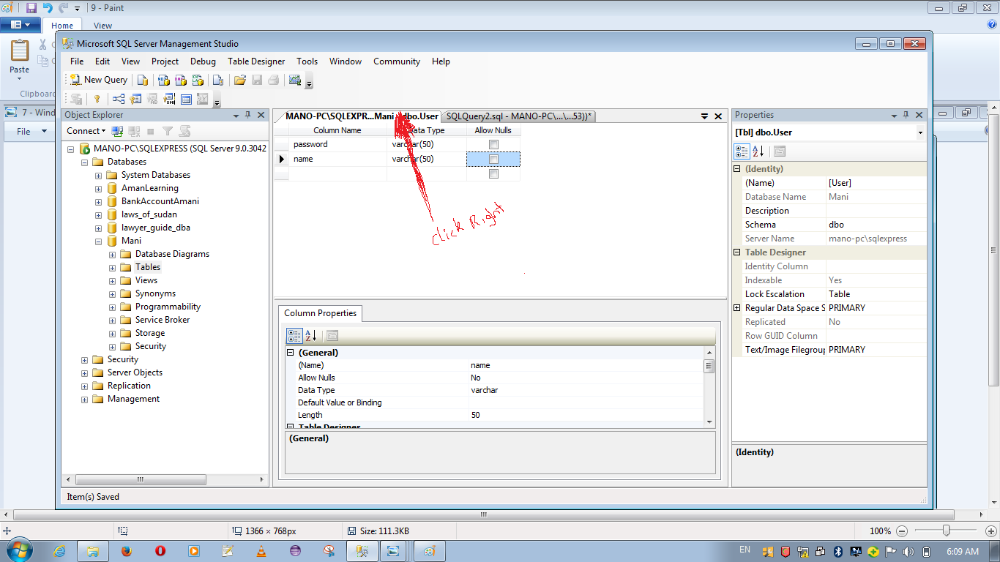 9 - Paint
Home View
Paste
Clipboard
7 - Wind
File
Microsoft SQL Server Management Studio
File Edit View Project Debug Table Designer Tools Window Community Help
New Query
Object Explorer
Connect
MANO-PC\SQLEXPRESS (SQL Server 9.0.3042
Databases
System Databases
AmanLearning
BankAccountAmani
laws_of_sudan
lawyer_guide_dba
Mani
Database Diagrams
Tables
Views
Synonyms
Programmability
Service Broker
Storage
Security
Security
Server Objects
Replication
Management
MANO-PC\SQLEXPR...Mani dbo.User SQLQuery2.sql - MANO-PC\...\...53))*
Column Name Data Type Allow Nulls
password varchar(50)
name varchar(50)
Click Right
Column Properties
(General)
(Name) name
Allow Nulls No
Data Type varchar
Default Value or Binding
Length 50
Table Designer
(General)
Properties
[Tbl] dbo.User
(Identity)
(Name) [User]
Database Name Mani
Description
Schema dbo
Server Name mano-pc\sqlexpress
Table Designer
Identity Column
Indexable Yes
Lock Escalation Table
Regular Data Space S PRIMARY
Replicated No
Row GUID Column
Text/Image Filegroup PRIMARY
(Identity)
Item(s) Saved
1366 × 768px Size: 111.3KB 100%
EN 6:09 AM